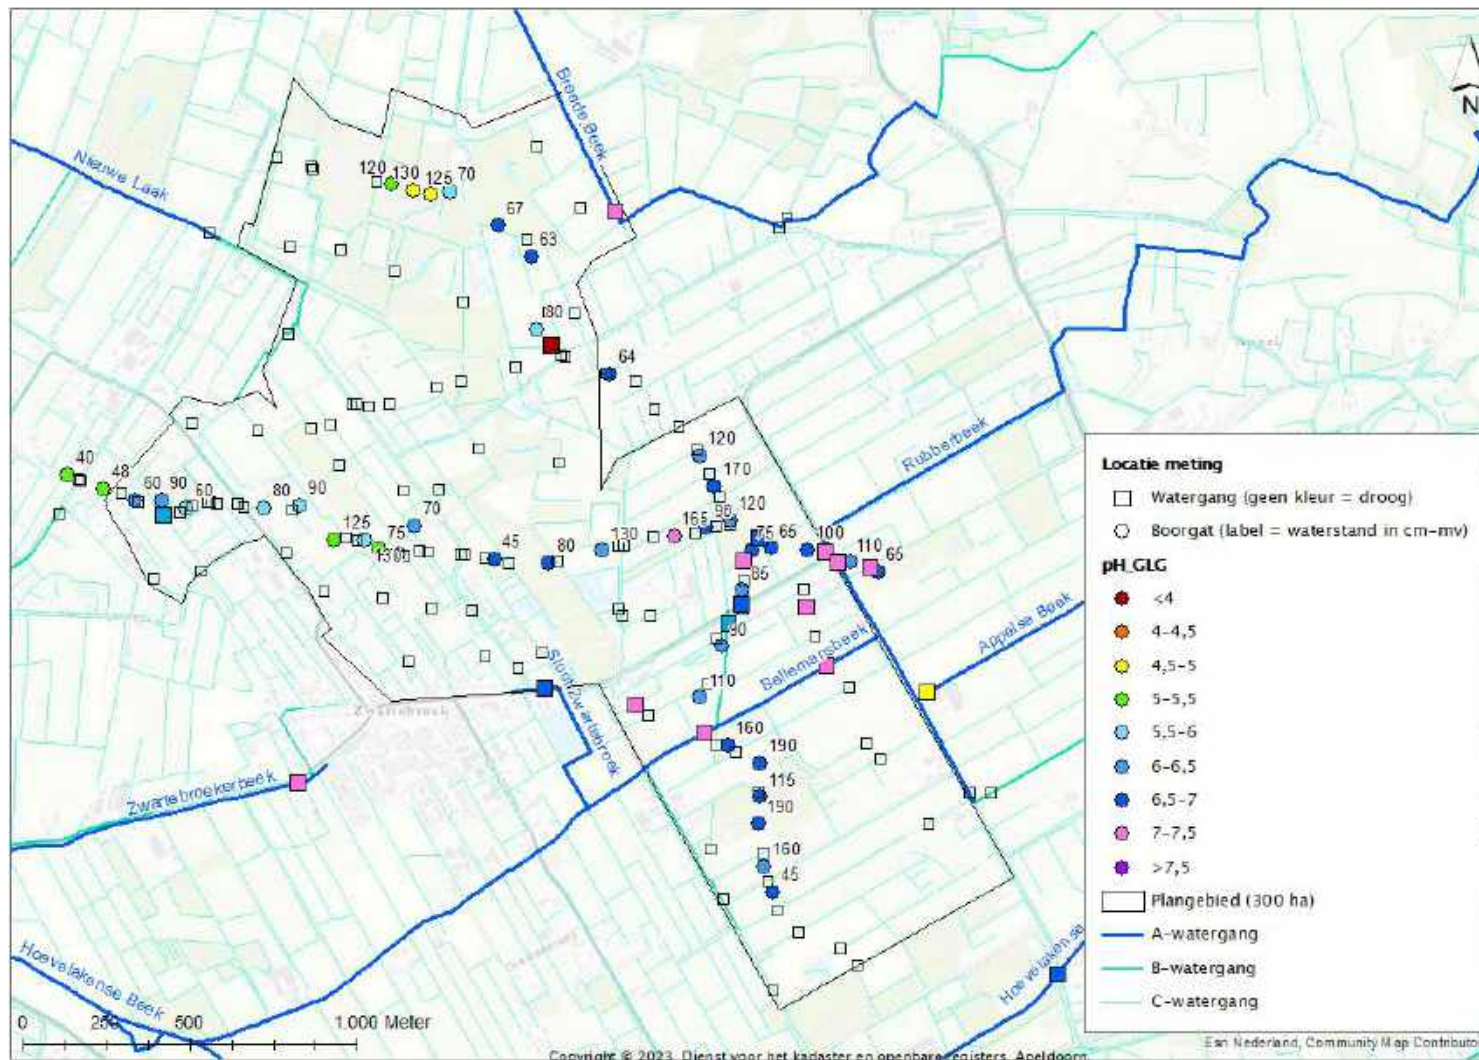 Breede Beek
N
Nieuwe Laak
120
130
125
70
67
63
80
64
Rubberbeek
120
170
120
90
165
75
65
100
110
65
40
48
60
90
60
80
90
125
75
70
130
45
80
130
85
90
110
Appelse Beek
Bellemansbeek
Sloot Zwartebroek
Zwartebroek
Zwartebroekerbeek
160
190
115
190
160
45
Hoevelakense Beek
Hoevelakense
0
250
500
1.000 Meter
Locatie meting
Watergang (geen kleur = droog)
Boorgat (label = waterstand in cm-mv)
pH_GLG
<4
4-4,5
4,5-5
5-5,5
5,5-6
6-6,5
6,5-7
7-7,5
>7,5
Plangebied (300 ha)
A-watergang
B-watergang
C-watergang
Esri Nederland, Community Map Contributo
Copyright © 2023, Dienst voor het kadaster en openbare registers, Apeldoorn